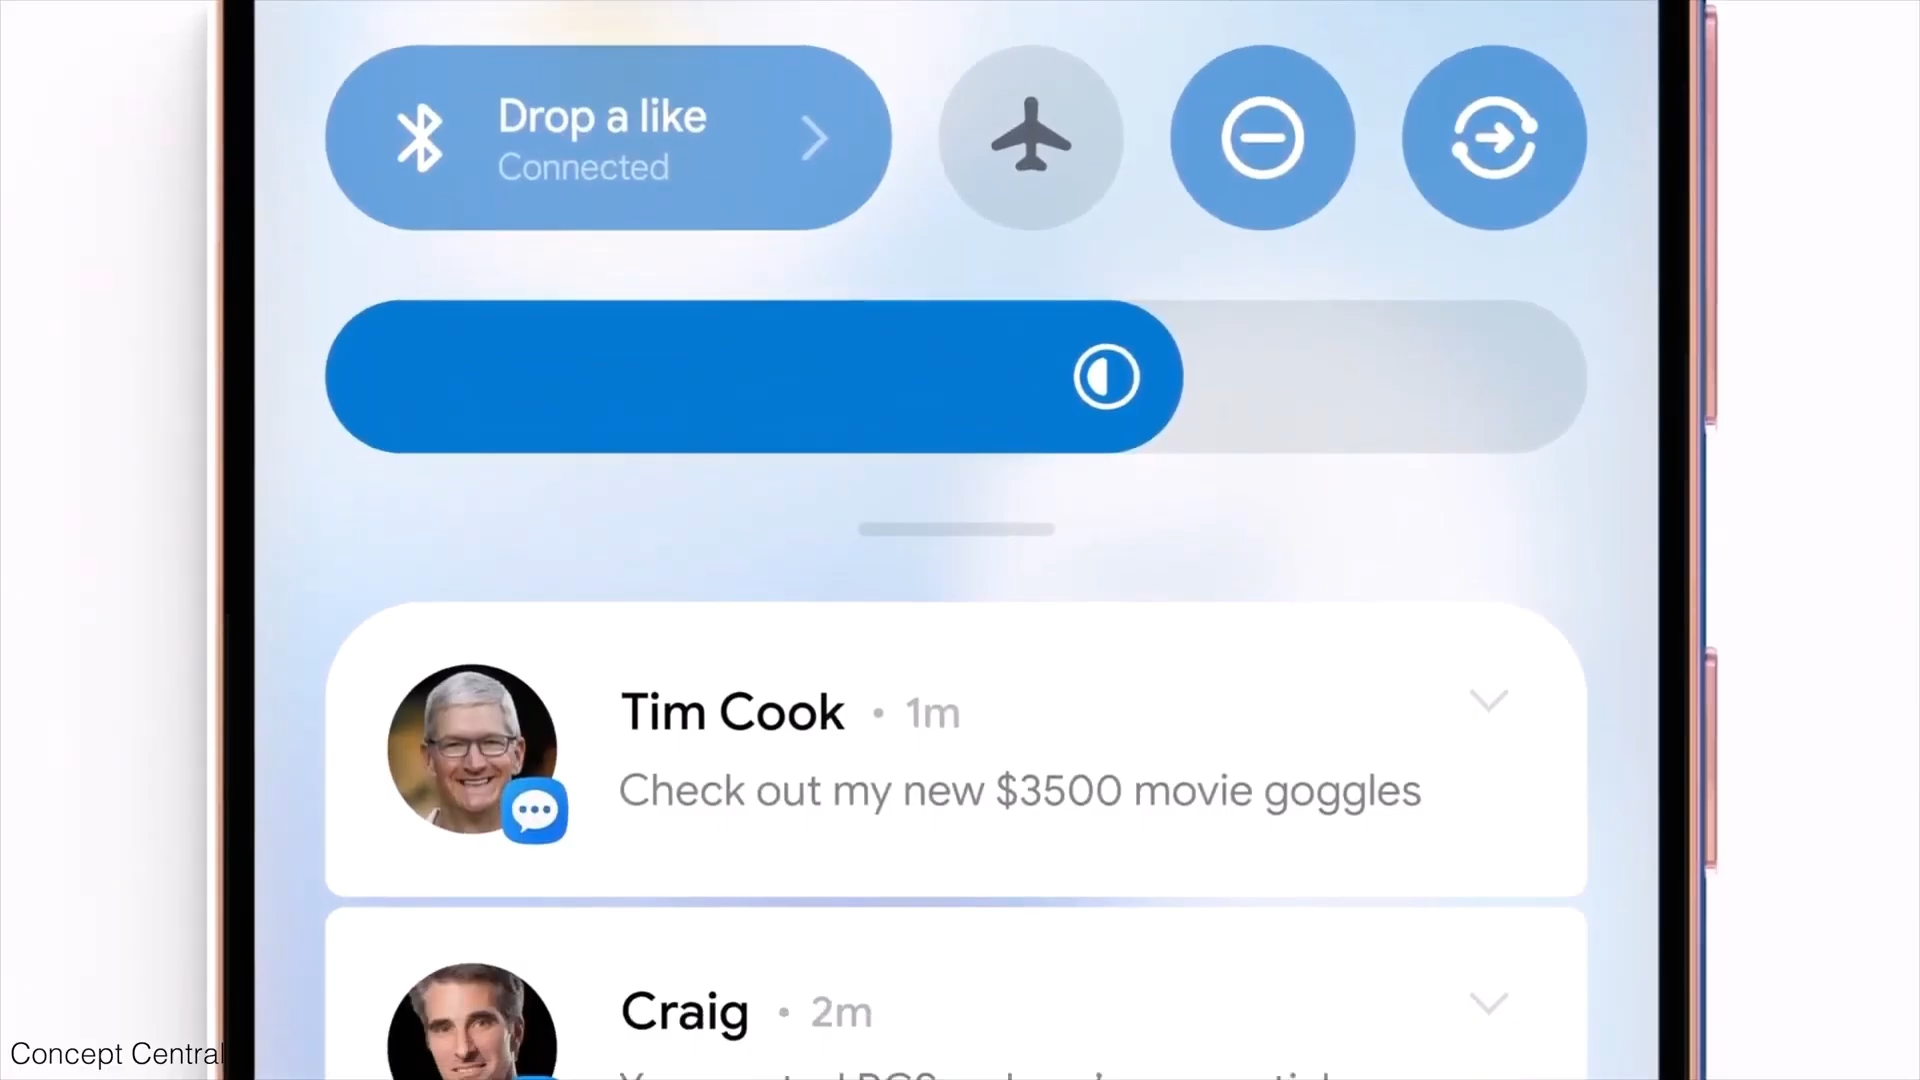 Drop a like
Connected
Tim Cook • 1m
Check out my new $3500 movie goggles
Craig • 2m
Concept Central